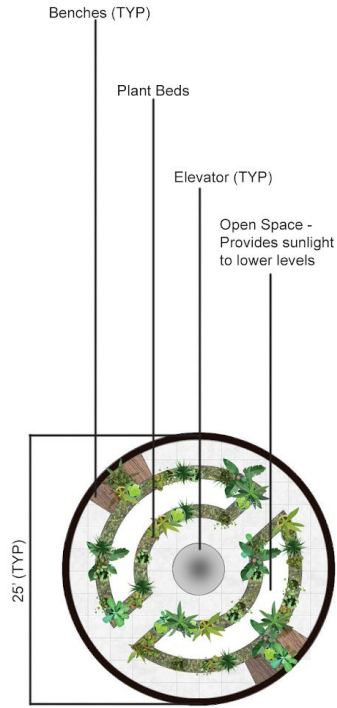 Benches (TYP)
Plant Beds
Elevator (TYP)
Open Space -
Provides sunlight
to lower levels
25' (TYP)